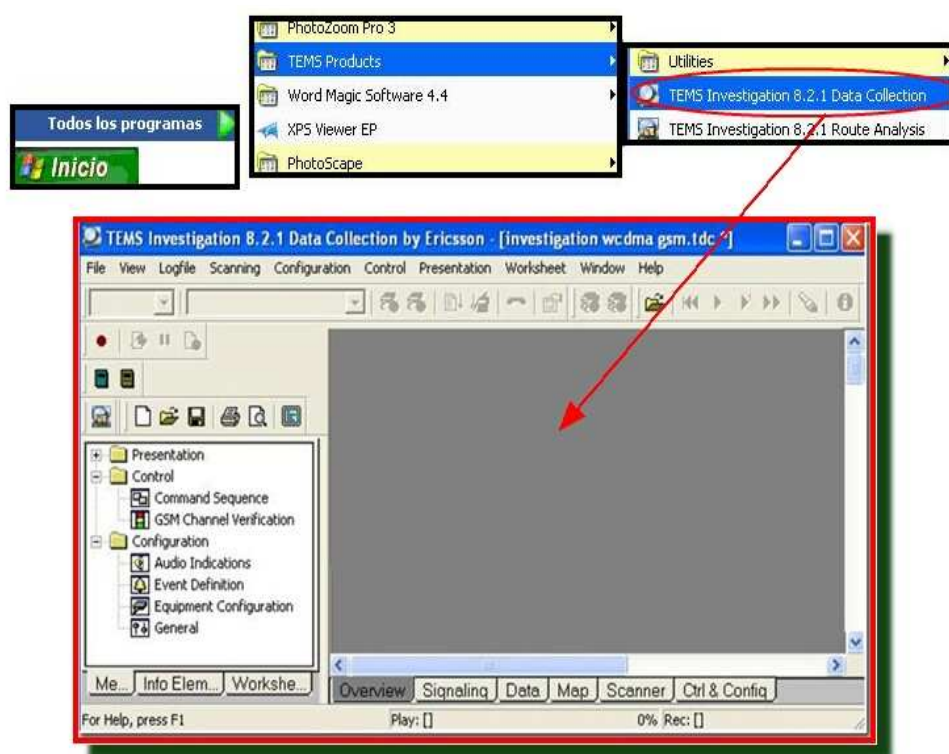 PhotoZoom Pro 3
TEMS Products
Word Magic Software 4.4
XPS Viewer EP
PhotoScape
Utilities
TEMS Investigation 8.2.1 Data Collection
TEMS Investigation 8.2.1 Route Analysis
Todos los programas
Inicio
TEMS Investigation 8.2.1 Data Collection by Ericsson - [investigation wcdma gsm.tdc *]
File View Logfile Scanning Configuration Control Presentation Worksheet Window Help
Presentation
Control
Command Sequence
GSM Channel Verification
Configuration
Audio Indications
Event Definition
Equipment Configuration
General
Me... Info Elem... Workshe...
Overview Signaling Data Map Scanner Ctrl & Config
For Help, press F1 Play: [] 0% Rec: []